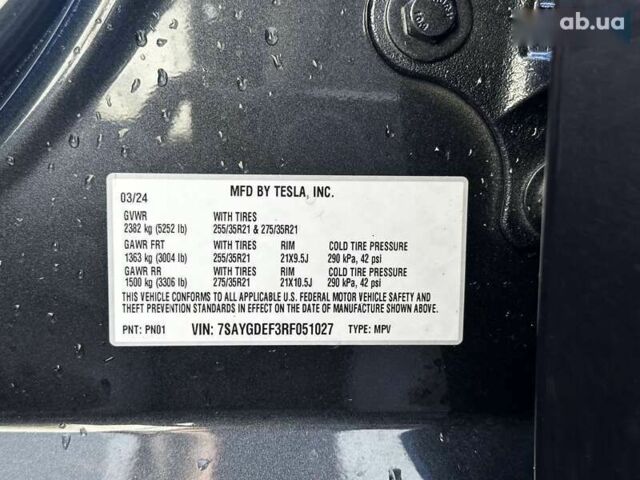 ab.ua
03/24 MFD BY TESLA, INC.
GVWR WITH TIRES
2382 kg (5252 lb) 255/35R21 & 275/35R21
GAWR FRT WITH TIRES RIM COLD TIRE PRESSURE
1363 kg (3004 lb) 255/35R21 21X9.5J 290 kPa, 42 psi
GAWR RR WITH TIRES RIM COLD TIRE PRESSURE
1500 kg (3306 lb) 275/35R21 21X10.5J 290 kPa, 42 psi
THIS VEHICLE CONFORMS TO ALL APPLICABLE U.S. FEDERAL MOTOR VEHICLE SAFETY AND
THEFT PREVENTION STANDARDS IN EFFECT ON THE DATE OF MANUFACTURE SHOWN ABOVE.
PNT: PN01 VIN: 7SAYGDEF3RF051027 TYPE: MPV